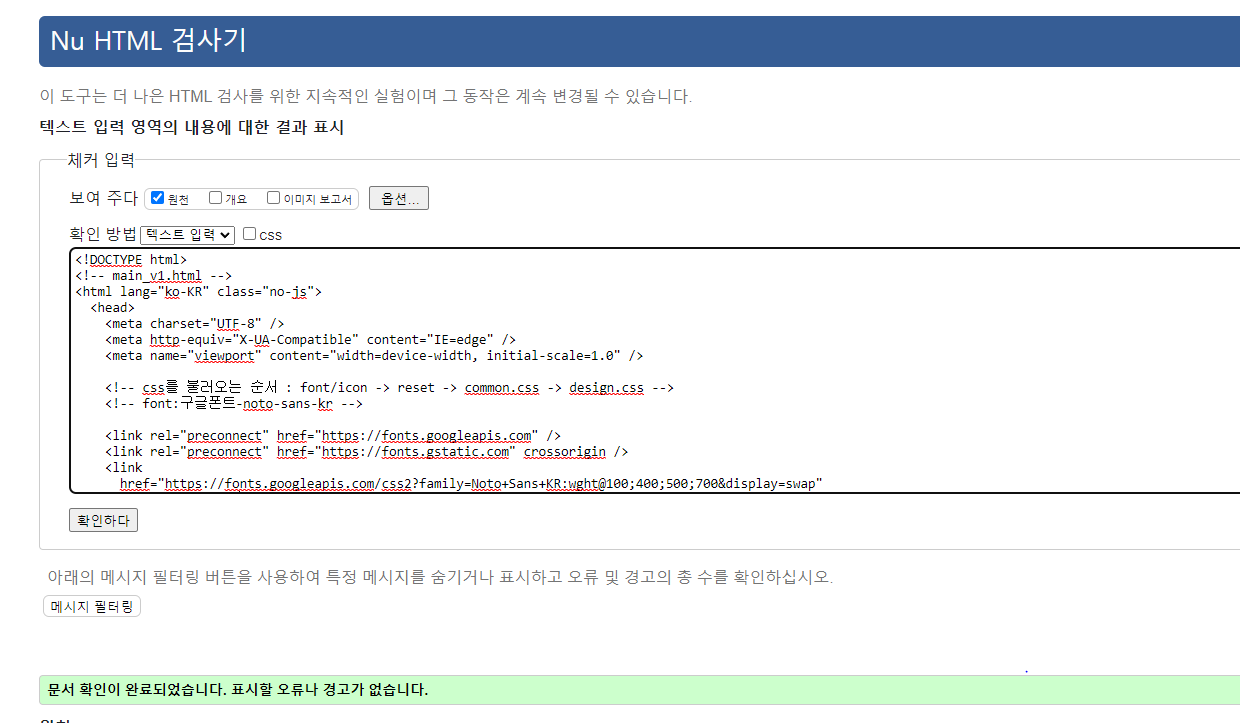 Nu HTML 검사기
이 도구는 더 나은 HTML 검사를 위한 지속적인 실험이며 그 동작은 계속 변경될 수 있습니다.
텍스트 입력 영역의 내용에 대한 결과 표시
체커 입력
보여 주다 원천 개요 이미지 보고서 옵션...
확인 방법 텍스트 입력 css
<!DOCTYPE html>
<!-- main_v1.html -->
<html lang="ko-KR" class="no-js">
<head>
<meta charset="UTF-8" />
<meta http-equiv="X-UA-Compatible" content="IE=edge" />
<meta name="viewport" content="width=device-width, initial-scale=1.0" />
<!-- css를 불러오는 순서 : font/icon -> reset -> common.css -> design.css -->
<!-- font:구글폰트-noto-sans-kr -->
<link rel="preconnect" href="https://fonts.googleapis.com" />
<link rel="preconnect" href="https://fonts.gstatic.com" crossorigin />
<link
href="https://fonts.googleapis.com/css2?family=Noto+Sans+KR:wght@100;400;500;700&display=swap"
확인하다
아래의 메시지 필터링 버튼을 사용하여 특정 메시지를 숨기거나 표시하고 오류 및 경고의 총 수를 확인하십시오.
메시지 필터링
문서 확인이 완료되었습니다. 표시할 오류나 경고가 없습니다.